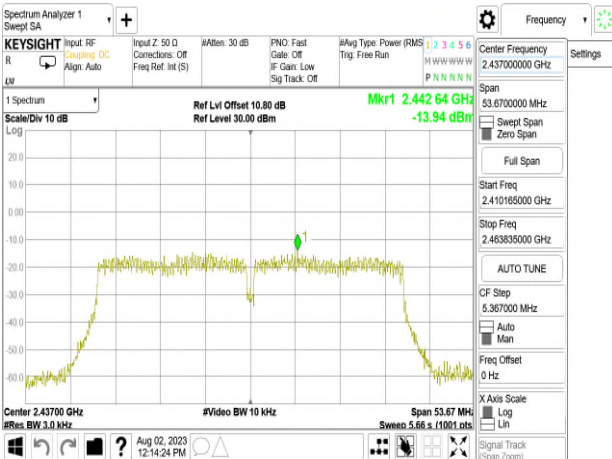 Spectrum Analyzer 1
Swept SA
+
Frequency
KEYSIGHT
R
Input: RF
Coupling: DC
Align: Auto
Input Z: 50 Ω
Corrections: Off
Freq Ref: Int (S)
#Atten: 30 dB
PNO: Fast
Gate: Off
IF Gain: Low
Sig Track: Off
#Avg Type: Power (RMS
Trig: Free Run
1 2 3 4 5 6
M W W W W W
P N N N N N
Settings
1 Spectrum
Scale/Div 10 dB
Log
Ref Lvl Offset 10.80 dB
Ref Level 30.00 dBm
Mkr1 2.442 64 GHz
-13.94 dBm
20.0
10.0
0.00
-10.0
-20.0
-30.0
-40.0
-50.0
-60.0
1
Center 2.43700 GHz
#Res BW 3.0 kHz
#Video BW 10 kHz
Span 53.67 MHz
Sweep 5.66 s (1001 pts
Center Frequency
2.437000000 GHz
Span
53.6700000 MHz
Swept Span
Zero Span
Full Span
Start Freq
2.410165000 GHz
Stop Freq
2.463835000 GHz
AUTO TUNE
CF Step
5.367000 MHz
Auto
Man
Freq Offset
0 Hz
X Axis Scale
Log
Lin
Signal Track
(Span Zoom)
?
Aug 02, 2023
12:14:24 PM